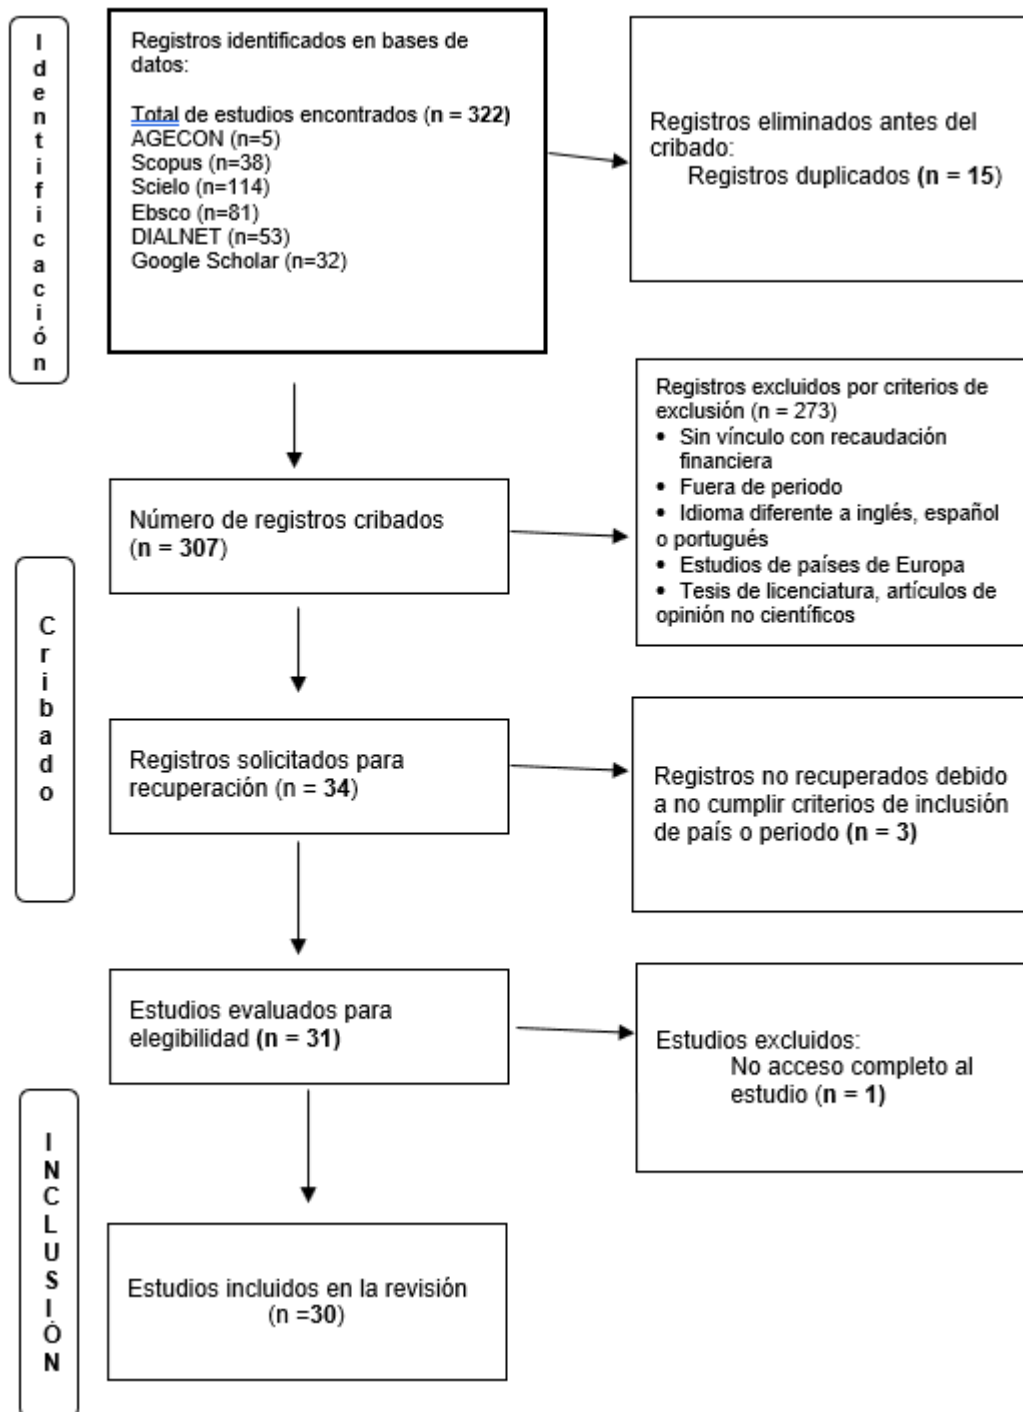 Identificación
Registros identificados en bases de
datos:
Total de estudios encontrados (n = 322)
AGECON (n=5)
Scopus (n=38)
Scielo (n=114)
Ebsco (n=81)
DIALNET (n=53)
Google Scholar (n=32)
Registros eliminados antes del
cribado:
Registros duplicados (n = 15)
Cribado
Número de registros cribados
(n = 307)
Registros excluidos por criterios de
exclusión (n = 273)
• Sin vínculo con recaudación
financiera
• Fuera de periodo
• Idioma diferente a inglés, español
o portugués
• Estudios de países de Europa
• Tesis de licenciatura, artículos de
opinión no científicos
Registros solicitados para
recuperación (n = 34)
Registros no recuperados debido
a no cumplir criterios de inclusión
de país o periodo (n = 3)
Estudios evaluados para
elegibilidad (n = 31)
Estudios excluidos:
No acceso completo al
estudio (n = 1)
INCLUSIÓN
Estudios incluidos en la revisión
(n =30)